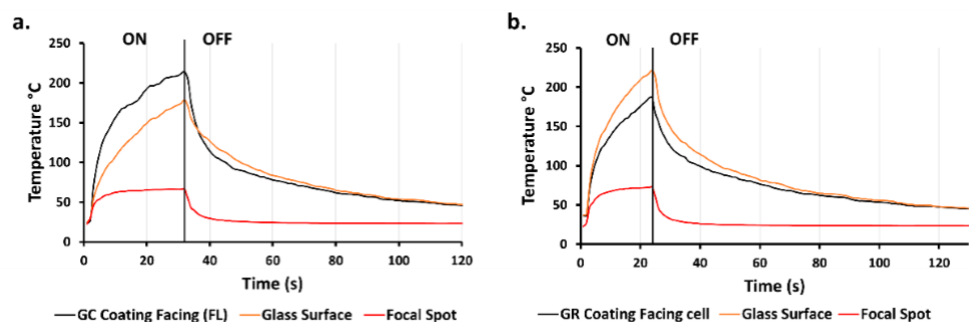 a.
ON OFF
Temperature °C
250
200
150
100
50
0
0 20 40 60 80 100 120
Time (s)
GC Coating Facing (FL) Glass Surface Focal Spot
b.
ON OFF
Temperature °C
250
200
150
100
50
0
0 20 40 60 80 100 120
Time (s)
GR Coating Facing cell Glass Surface Focal Spot